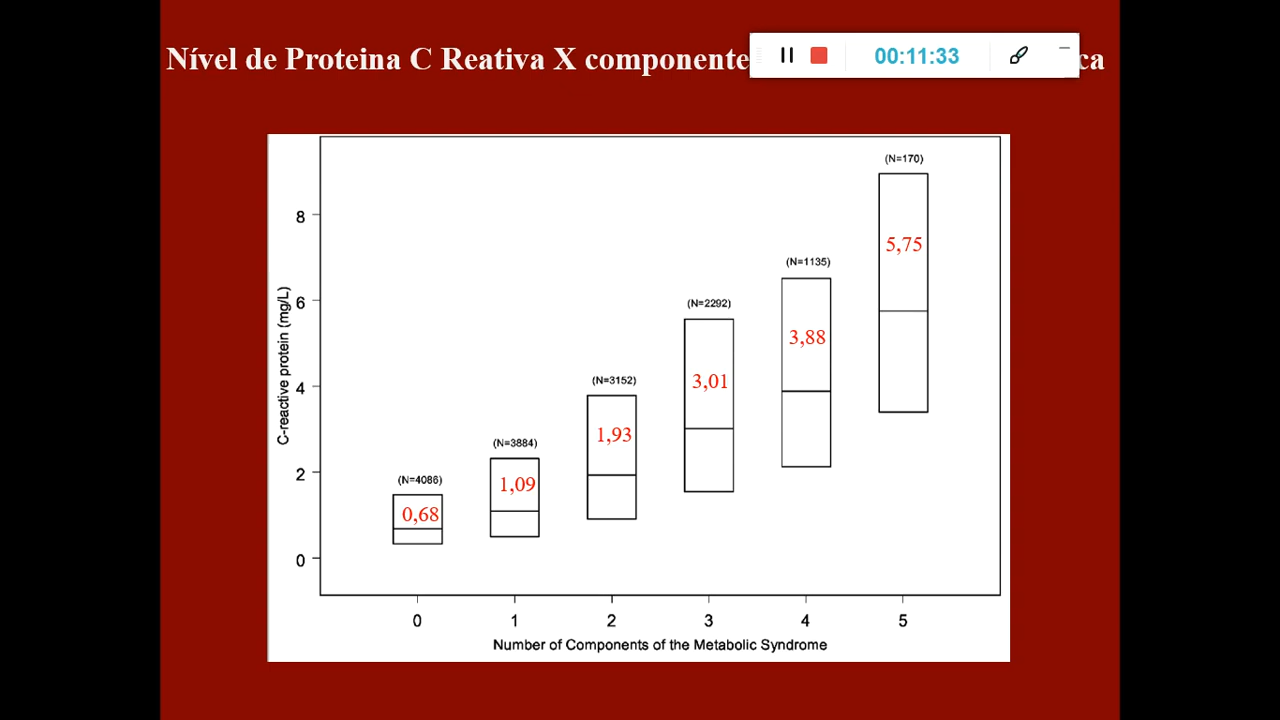 Nível de Proteina C Reativa X componente
ca
00:11:33
(N=170)
8
5,75
(N=1135)
6
(N=2292)
3,88
4
3,01
(N=3152)
1,93
(N=3884)
2
1,09
(N=4086)
0,68
0
C-reactive protein (mg/L)
0 1 2 3 4 5
Number of Components of the Metabolic Syndrome